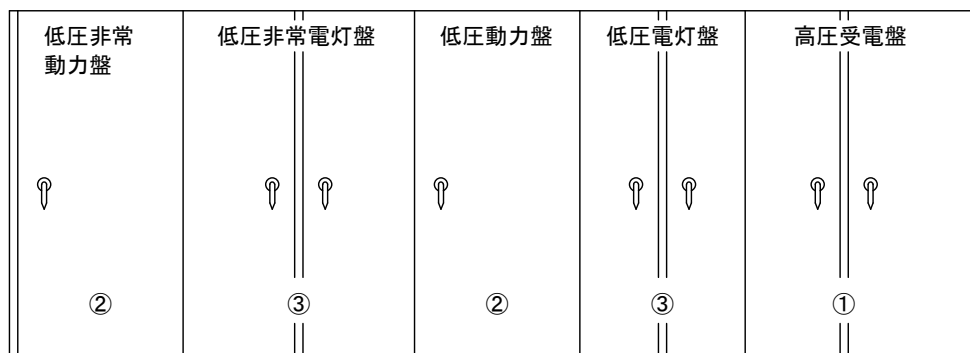 低圧非常
動力盤
低圧非常電灯盤
低圧動力盤
低圧電灯盤
高圧受電盤
②
③
②
③
①